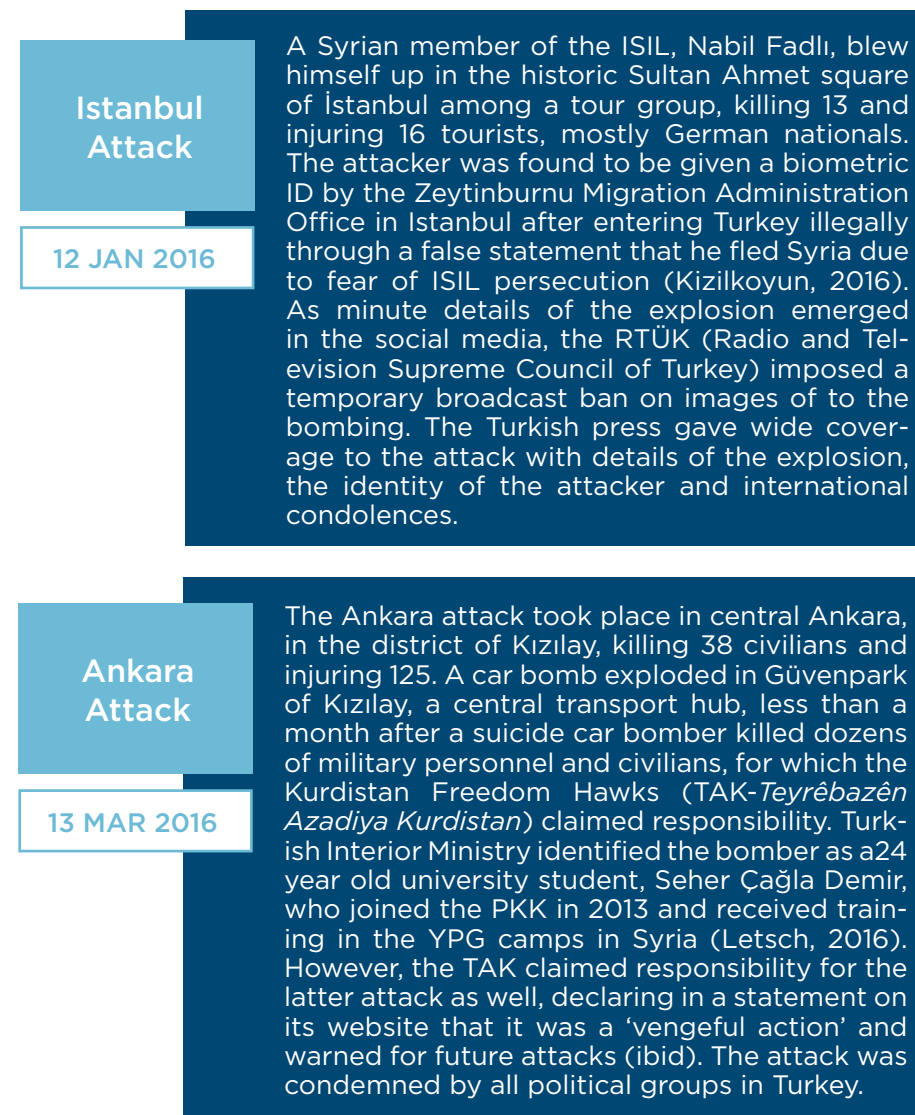 Istanbul
Attack
12 JAN 2016
A Syrian member of the ISIL, Nabil Fadlı, blew
himself up in the historic Sultan Ahmet square
of İstanbul among a tour group, killing 13 and
injuring 16 tourists, mostly German nationals.
The attacker was found to be given a biometric
ID by the Zeytinburnu Migration Administration
Office in Istanbul after entering Turkey illegally
through a false statement that he fled Syria due
to fear of ISIL persecution (Kizilkoyun, 2016).
As minute details of the explosion emerged
in the social media, the RTÜK (Radio and Tel-
evision Supreme Council of Turkey) imposed a
temporary broadcast ban on images of to the
bombing. The Turkish press gave wide cover-
age to the attack with details of the explosion,
the identity of the attacker and international
condolences.
Ankara
Attack
13 MAR 2016
The Ankara attack took place in central Ankara,
in the district of Kızılay, killing 38 civilians and
injuring 125. A car bomb exploded in Güvenpark
of Kızılay, a central transport hub, less than a
month after a suicide car bomber killed dozens
of military personnel and civilians, for which the
Kurdistan Freedom Hawks (TAK-Teyrêbazên
Azadiya Kurdistan) claimed responsibility. Turk-
ish Interior Ministry identified the bomber as a24
year old university student, Seher Çağla Demir,
who joined the PKK in 2013 and received train-
ing in the YPG camps in Syria (Letsch, 2016).
However, the TAK claimed responsibility for the
latter attack as well, declaring in a statement on
its website that it was a ‘vengeful action’ and
warned for future attacks (ibid). The attack was
condemned by all political groups in Turkey.